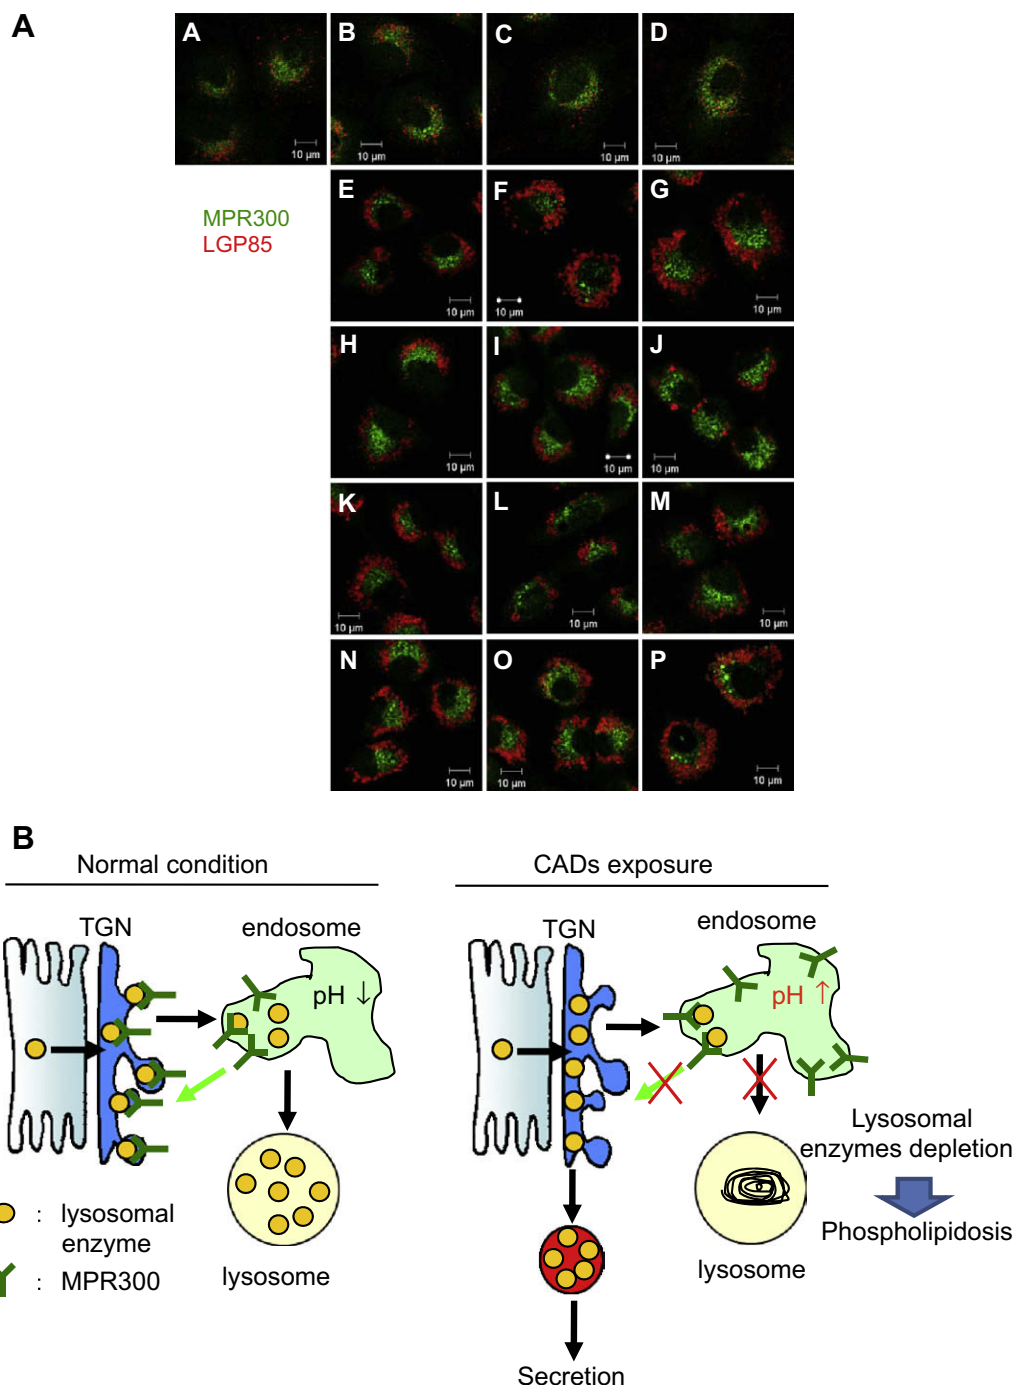 A
A
B
C
D
10 µm
10 µm
10 µm
10 µm
MPR300
LGP85
E
F
G
10 µm
10 µm
10 µm
H
I
J
10 µm
10 µm
10 µm
K
L
M
10 µm
10 µm
10 µm
N
O
P
10 µm
10 µm
10 µm
B
Normal condition
CADs exposure
TGN
endosome
pH ↓
TGN
endosome
pH ↑
lysosome
: lysosomal
enzyme
: MPR300
lysosome
Lysosomal
enzymes depletion
Phospholipidosis
Secretion